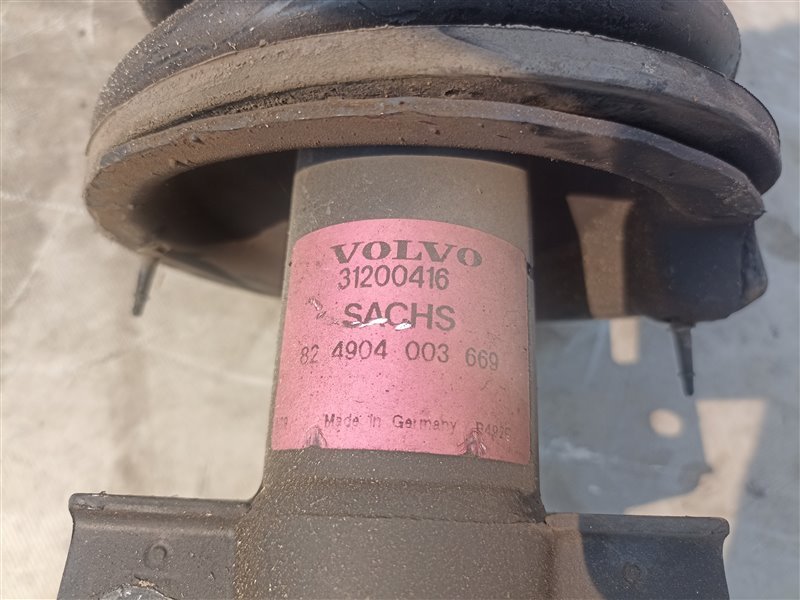 VOLVO
31200416
SACHS
82 4904 003 669
Made in Germany